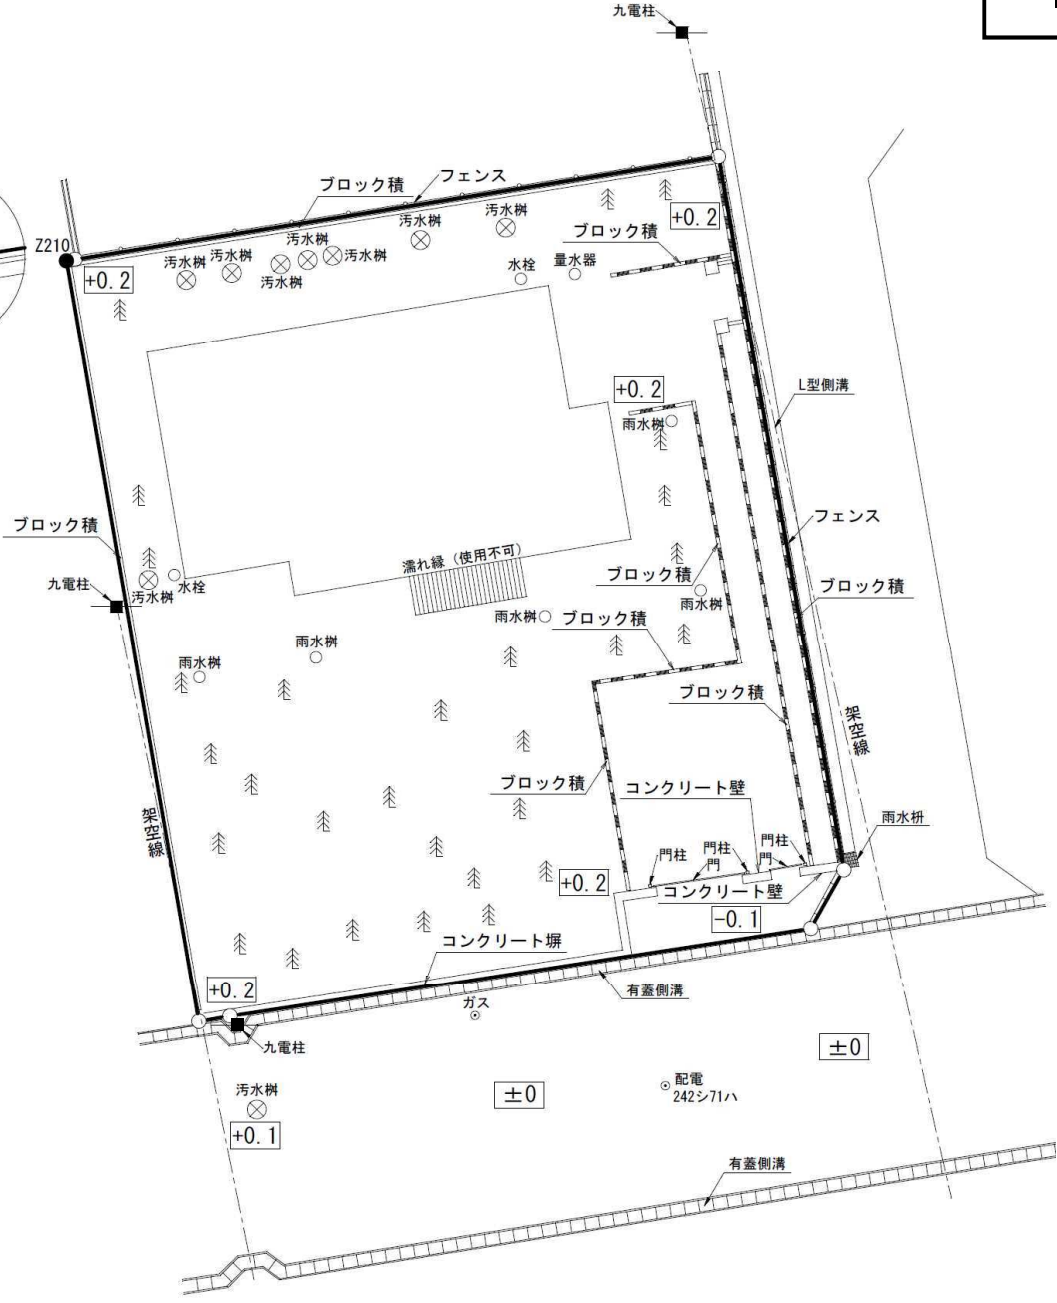 九電柱
ブロック積
フェンス
Z210
+0.2
汚水桝
汚水桝
汚水桝
汚水桝
汚水桝
汚水桝
汚水桝
+0.2
ブロック積
水栓
量水器
+0.2
雨水桝
L型側溝
ブロック積
フェンス
濡れ縁（使用不可）
九電柱
汚水桝
水栓
ブロック積
雨水桝
ブロック積
雨水桝
ブロック積
雨水桝
雨水桝
ブロック積
架空線
ブロック積
コンクリート壁
架空線
雨水枡
門柱
門
門柱
門
門柱
+0.2
コンクリート壁
-0.1
コンクリート塀
+0.2
有蓋側溝
ガス
九電柱
±0
配電
242シ71ハ
±0
汚水桝
+0.1
有蓋側溝